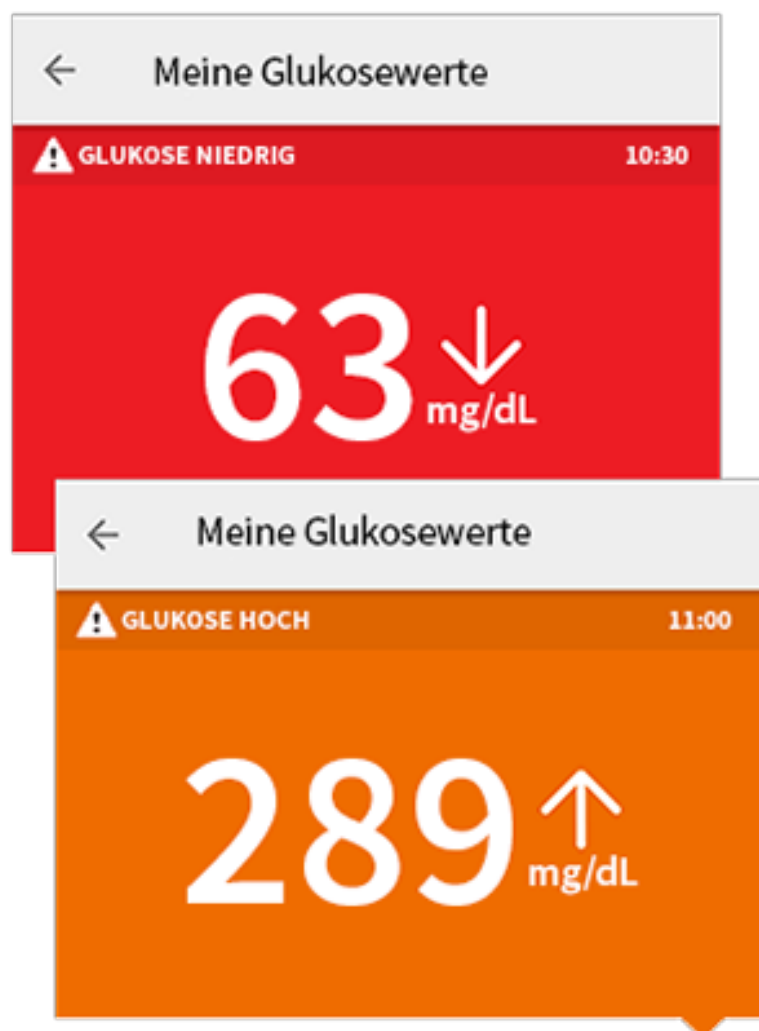 Meine Glukosewerte
GLUKOSE NIEDRIG 10:30
63
mg/dL
Meine Glukosewerte
GLUKOSE HOCH 11:00
289
mg/dL